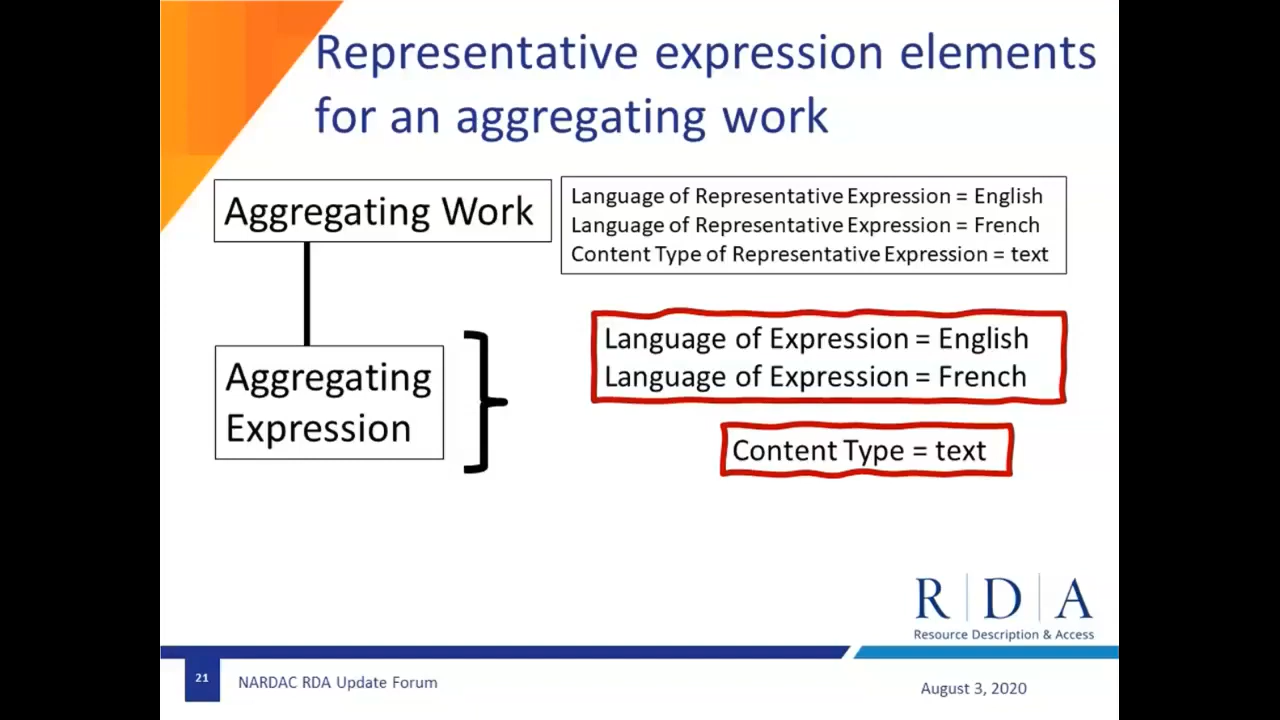 Representative expression elements
for an aggregating work
Aggregating Work
Language of Representative Expression = English
Language of Representative Expression = French
Content Type of Representative Expression = text
Aggregating
Expression
Language of Expression = English
Language of Expression = French
Content Type = text
R D A
Resource Description & Access
21
NARDAC RDA Update Forum
August 3, 2020